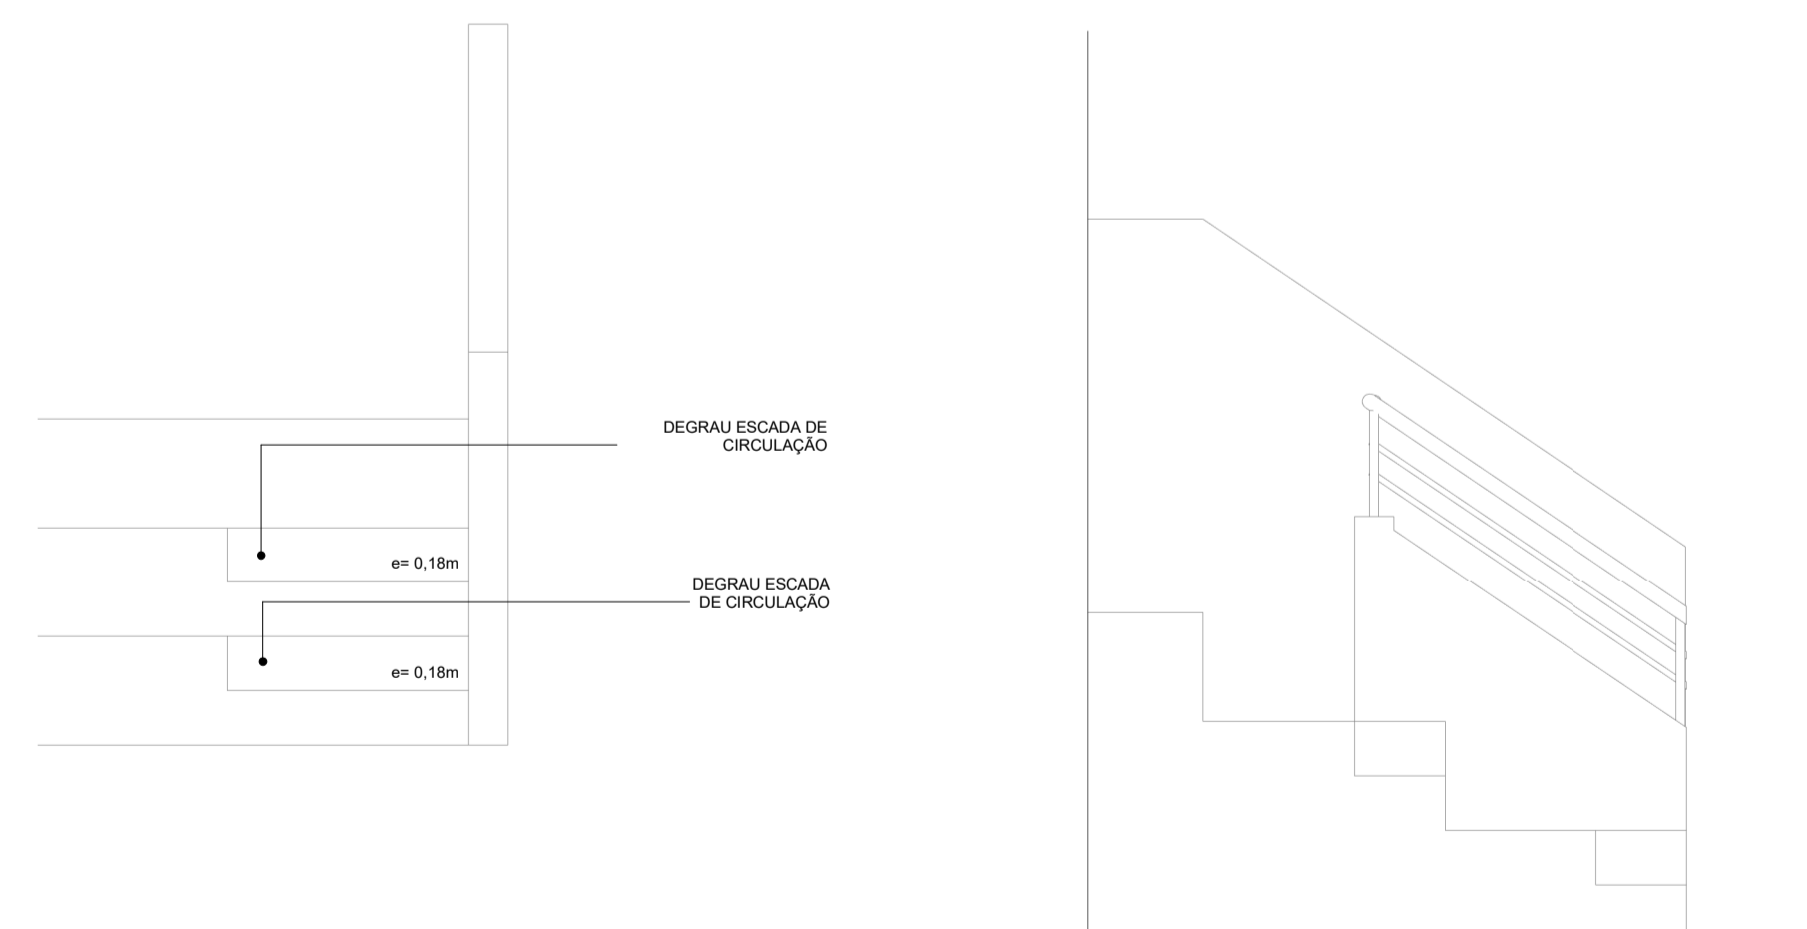 DEGRAU ESCADA DE
CIRCULAÇÃO
e= 0,18m
DEGRAU ESCADA
DE CIRCULAÇÃO
e= 0,18m